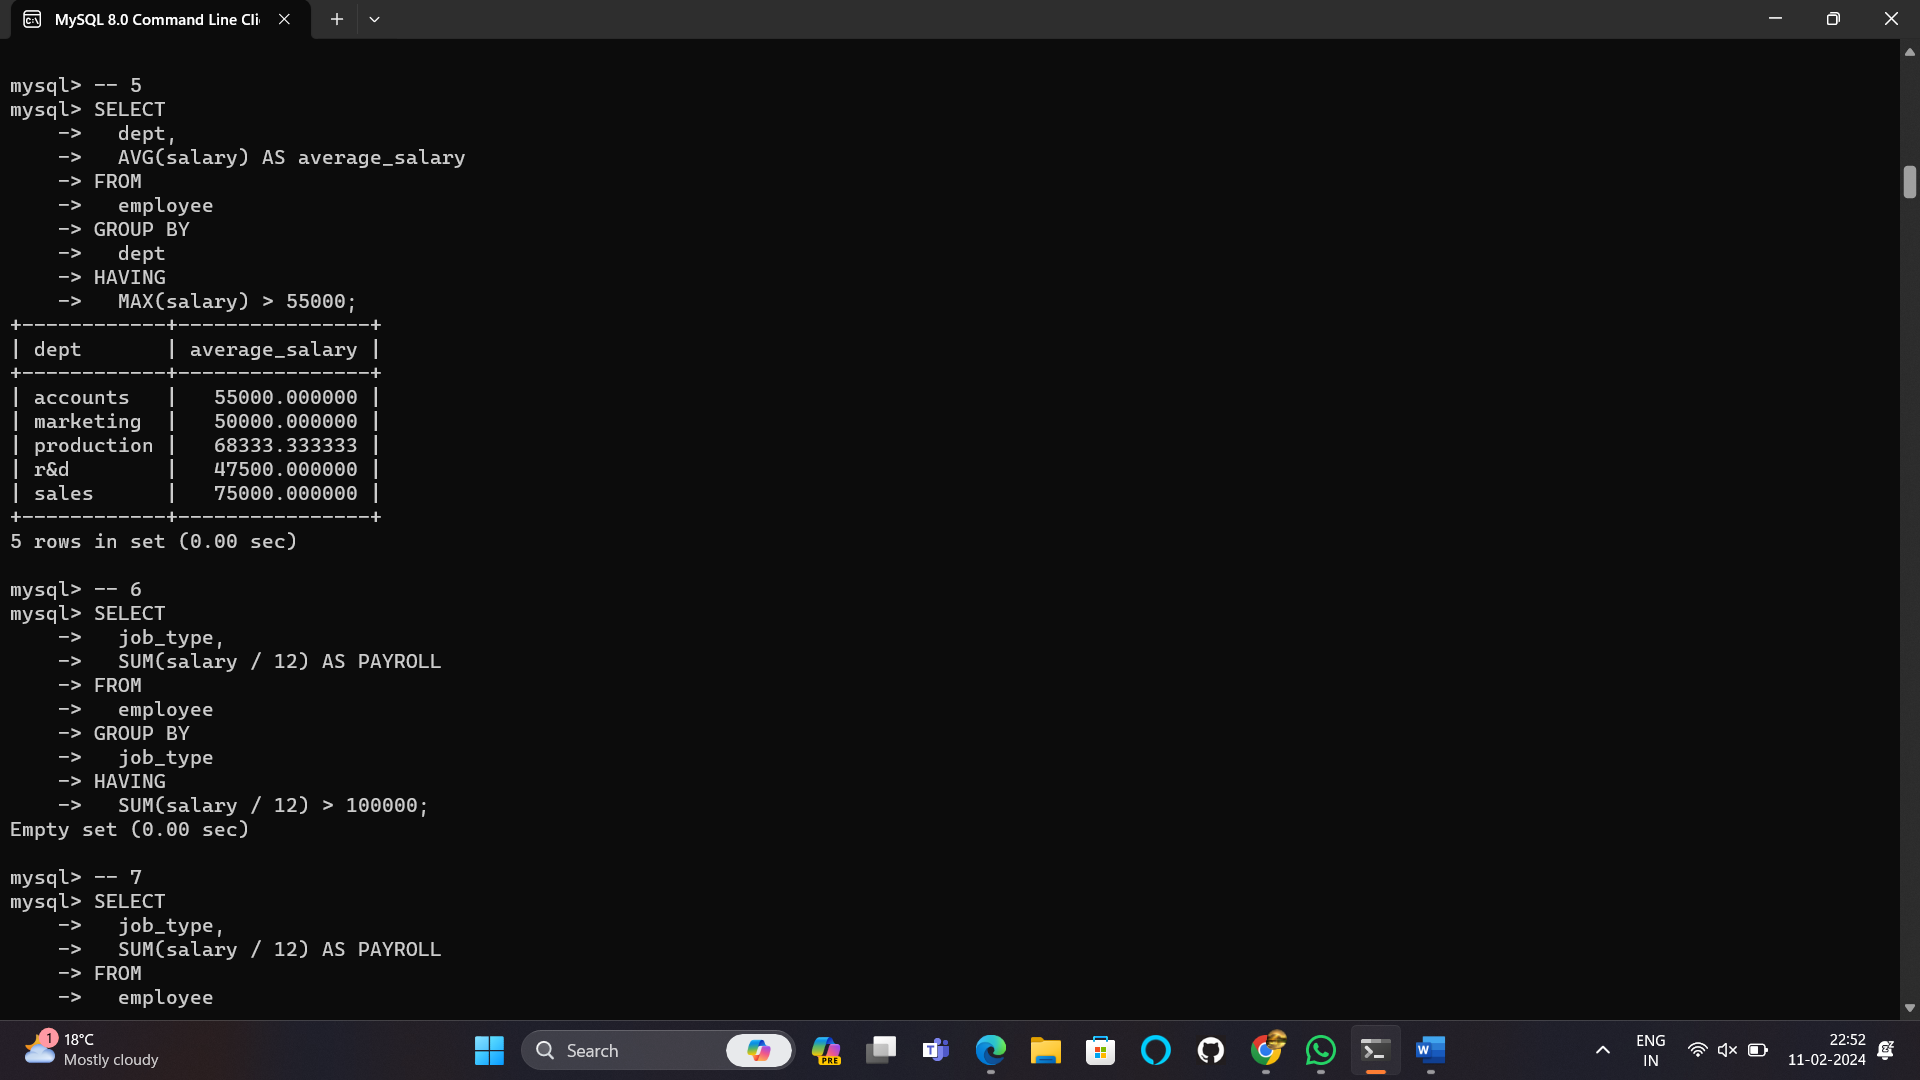 MySQL 8.0 Command Line Cli
mysql> -- 5
mysql> SELECT
    ->   dept,
    ->   AVG(salary) AS average_salary
    -> FROM
    ->   employee
    -> GROUP BY
    ->   dept
    -> HAVING
    ->   MAX(salary) > 55000;
+------------+----------------+
| dept       | average_salary |
+------------+----------------+
| accounts   |   55000.000000 |
| marketing  |   50000.000000 |
| production |   68333.333333 |
| r&d        |   47500.000000 |
| sales      |   75000.000000 |
+------------+----------------+
5 rows in set (0.00 sec)
mysql> -- 6
mysql> SELECT
    ->   job_type,
    ->   SUM(salary / 12) AS PAYROLL
    -> FROM
    ->   employee
    -> GROUP BY
    ->   job_type
    -> HAVING
    ->   SUM(salary / 12) > 100000;
Empty set (0.00 sec)
mysql> -- 7
mysql> SELECT
    ->   job_type,
    ->   SUM(salary / 12) AS PAYROLL
    -> FROM
    ->   employee
1
18°C
Mostly cloudy
Search
PRE
T
W
ENG
IN
22:52
11-02-2024